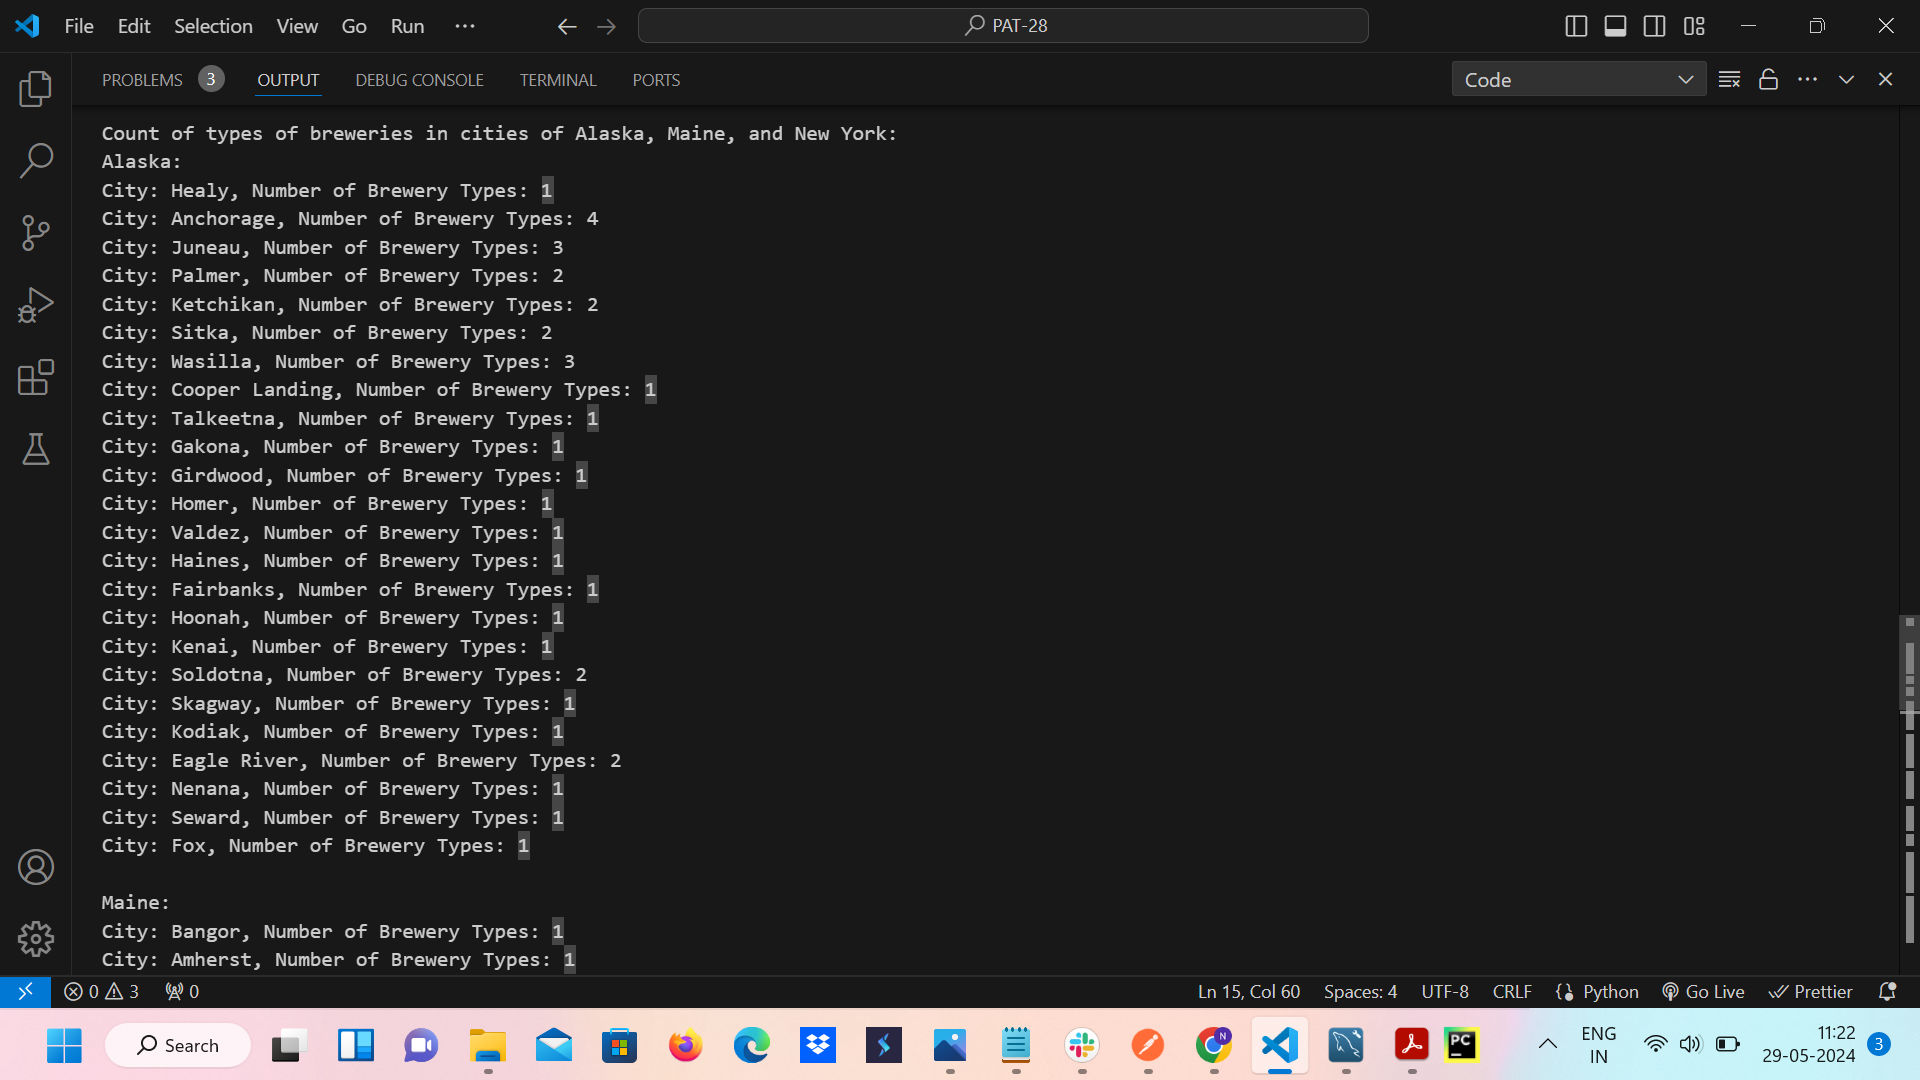 File Edit Selection View Go Run ···
PAT-28
PROBLEMS 3 OUTPUT DEBUG CONSOLE TERMINAL PORTS
Code
Count of types of breweries in cities of Alaska, Maine, and New York:
Alaska:
City: Healy, Number of Brewery Types: 1
City: Anchorage, Number of Brewery Types: 4
City: Juneau, Number of Brewery Types: 3
City: Palmer, Number of Brewery Types: 2
City: Ketchikan, Number of Brewery Types: 2
City: Sitka, Number of Brewery Types: 2
City: Wasilla, Number of Brewery Types: 3
City: Cooper Landing, Number of Brewery Types: 1
City: Talkeetna, Number of Brewery Types: 1
City: Gakona, Number of Brewery Types: 1
City: Girdwood, Number of Brewery Types: 1
City: Homer, Number of Brewery Types: 1
City: Valdez, Number of Brewery Types: 1
City: Haines, Number of Brewery Types: 1
City: Fairbanks, Number of Brewery Types: 1
City: Hoonah, Number of Brewery Types: 1
City: Kenai, Number of Brewery Types: 1
City: Soldotna, Number of Brewery Types: 2
City: Skagway, Number of Brewery Types: 1
City: Kodiak, Number of Brewery Types: 1
City: Eagle River, Number of Brewery Types: 2
City: Nenana, Number of Brewery Types: 1
City: Seward, Number of Brewery Types: 1
City: Fox, Number of Brewery Types: 1
Maine:
City: Bangor, Number of Brewery Types: 1
City: Amherst, Number of Brewery Types: 1
0 3 0 Ln 15, Col 60 Spaces: 4 UTF-8 CRLF {} Python Go Live Prettier
Search
N
PC
ENG
IN
11:22
29-05-2024
3